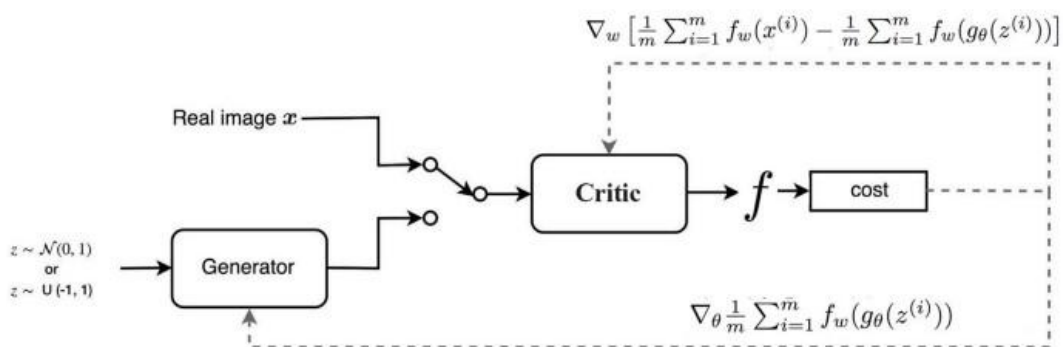 ∇_w [1/m ∑_{i=1}^{m} f_w(x^{(i)}) − 1/m ∑_{i=1}^{m} f_w(g_θ(z^{(i)}))]
Real image x
Critic
f
cost
z ∼ 𝒩(0, 1)
or
z ∼ U (-1, 1)
Generator
∇_θ 1/m ∑_{i=1}^{m} f_w(g_θ(z^{(i)}))